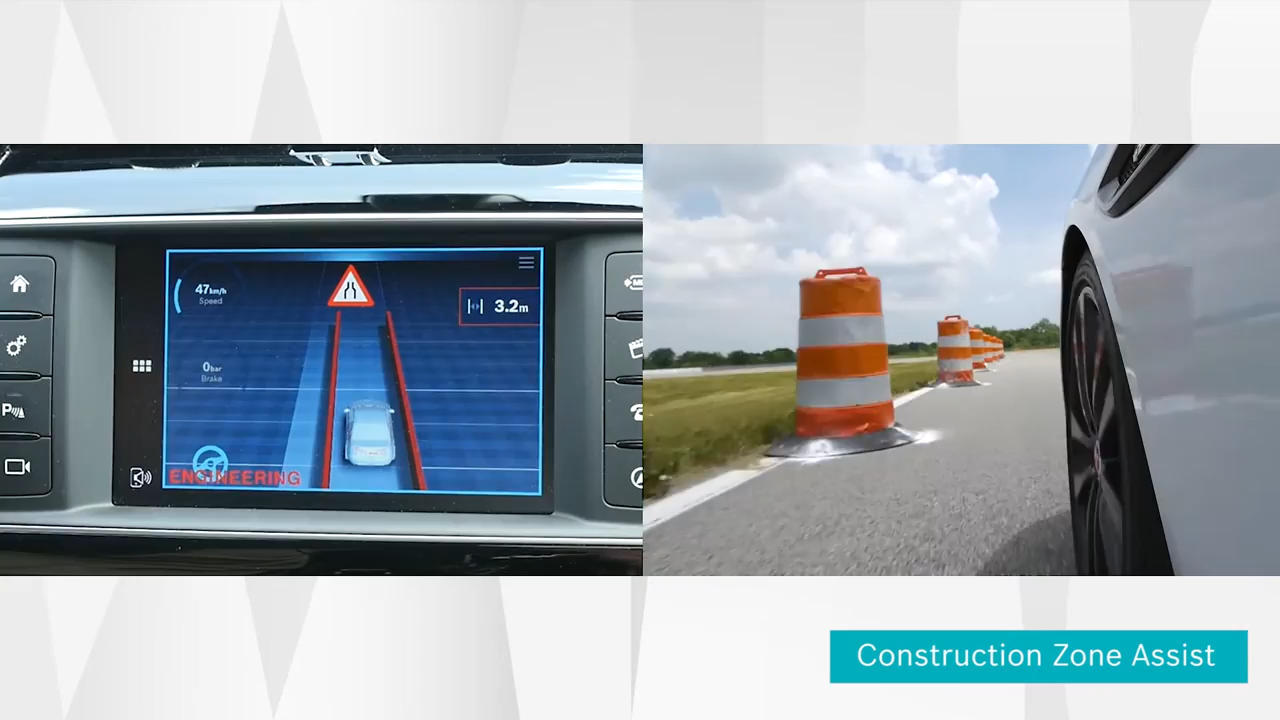 47km/h
Speed
3.2m
0bar
Brake
ENGINEERING
Construction Zone Assist